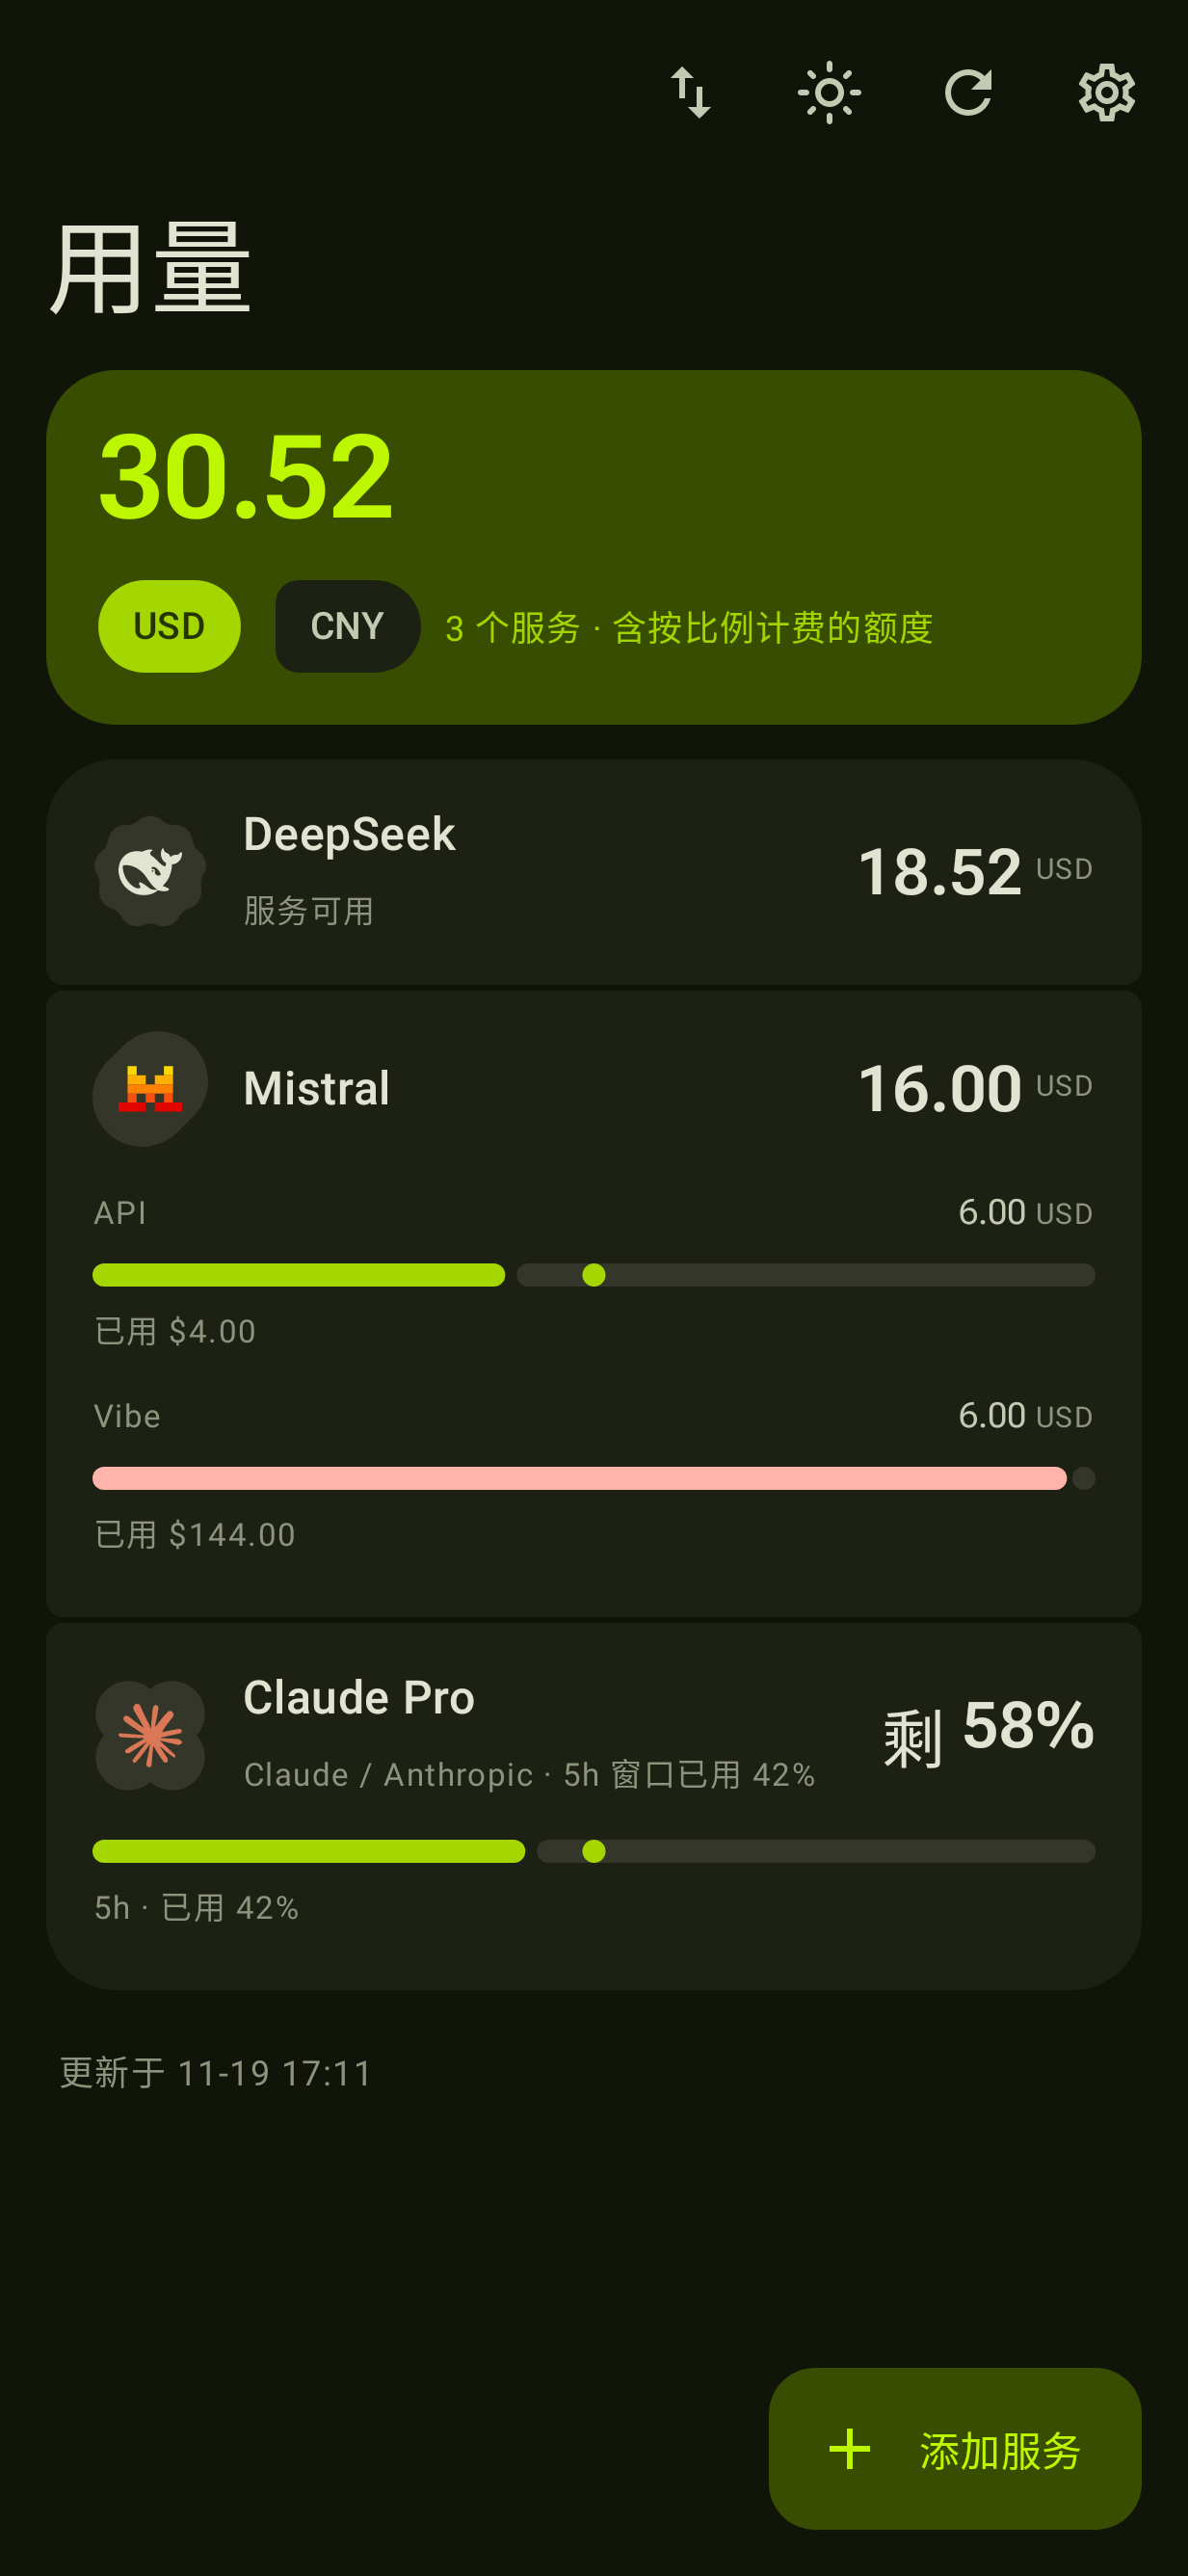 用量
30.52
USD CNY 3 个服务 · 含按比例计费的额度
DeepSeek
18.52 USD
服务可用
Mistral 16.00 USD
API 6.00 USD
已用 $4.00
Vibe 6.00 USD
已用 $144.00
Claude Pro
剩 58%
Claude / Anthropic · 5h 窗口已用 42%
5h · 已用 42%
更新于 11-19 17:11
添加服务